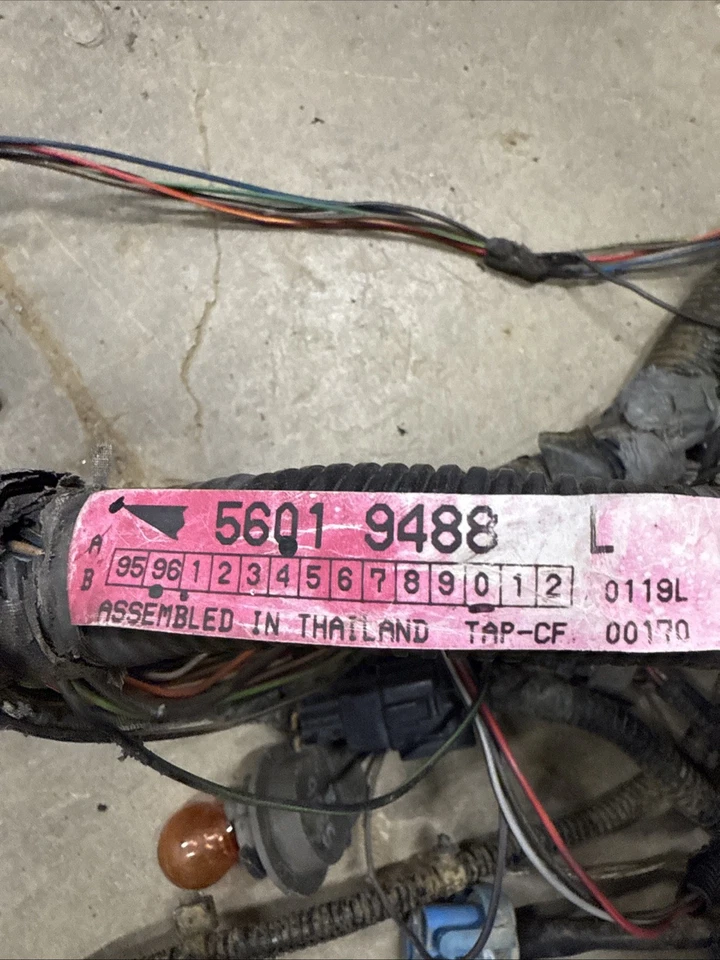 5601 9488 L
A
B 95 96 1 2 3 4 5 6 7 8 9 0 1 2 0119L
ASSEMBLED IN THAILAND TAP-CF 00170